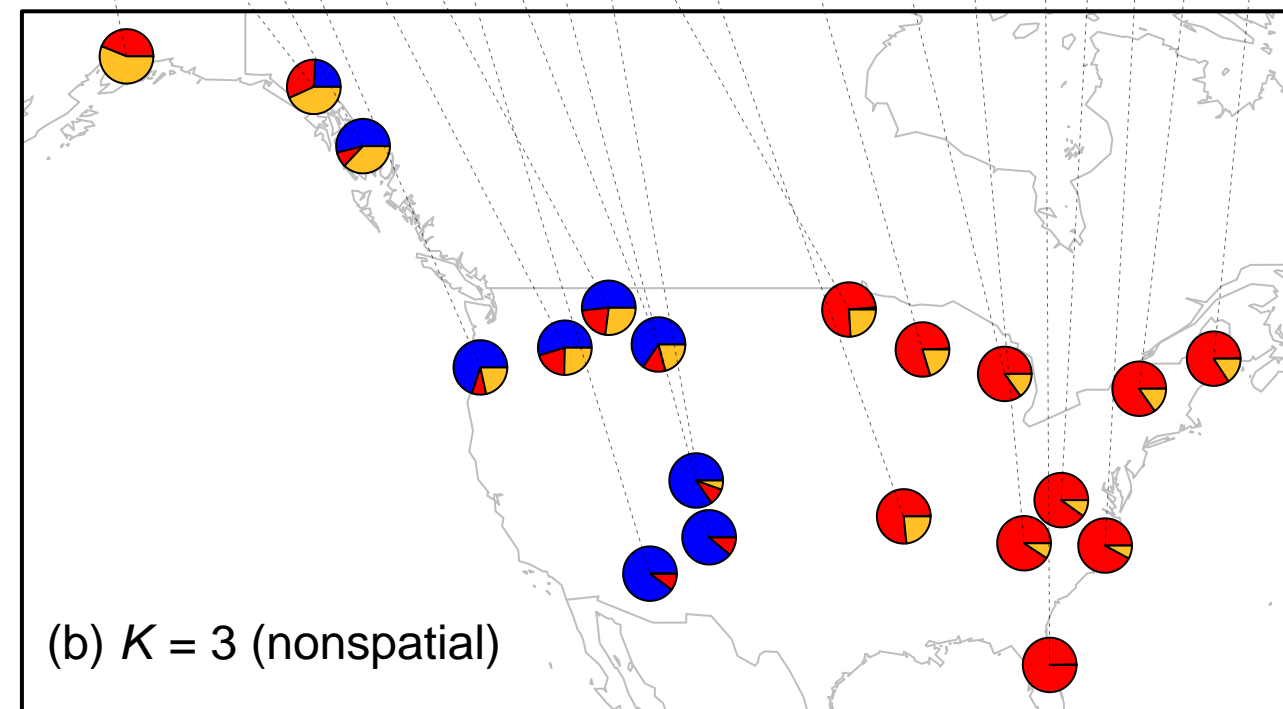 (b) K = 3 (nonspatial)